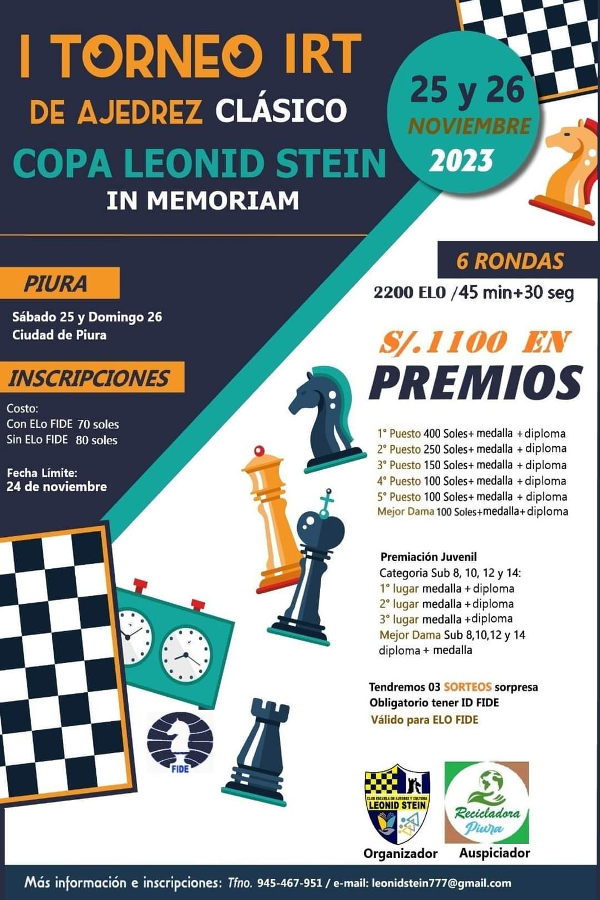 I TORNEO IRT
DE AJEDREZ CLÁSICO
COPA LEONID STEIN
IN MEMORIAM
25 y 26
NOVIEMBRE
2023
6 RONDAS
2200 ELO /45 min+30 seg
PIURA
Sábado 25 y Domingo 26
Ciudad de Piura
INSCRIPCIONES
Costo:
Con ELo FIDE 70 soles
Sin ELo FIDE 80 soles
Fecha Límite:
24 de noviembre
S/.1100 EN
PREMIOS
1° Puesto 400 Soles+ medalla + diploma
2° Puesto 250 Soles+ medalla + diploma
3° Puesto 150 Soles+ medalla + diploma
4° Puesto 100 Soles+ medalla + diploma
5° Puesto 100 Soles+ medalla + diploma
Mejor Dama 100 Soles+medalla+ diploma
Premiación Juvenil
Categoria Sub 8, 10, 12 y 14:
1° lugar medalla + diploma
2° lugar medalla + diploma
3° lugar medalla + diploma
Mejor Dama Sub 8,10,12 y 14
diploma + medalla
Tendremos 03 SORTEOS sorpresa
Obligatorio tener ID FIDE
Válido para ELO FIDE
FIDE
CLUB ESCUELA DE AJEDREZ Y CULTURA
LEONID STEIN
Organizador
Recicladora
Piura
Auspiciador
Más información e inscripciones: Tfno. 945-467-951 / e-mail: leonidstein777@gmail.com